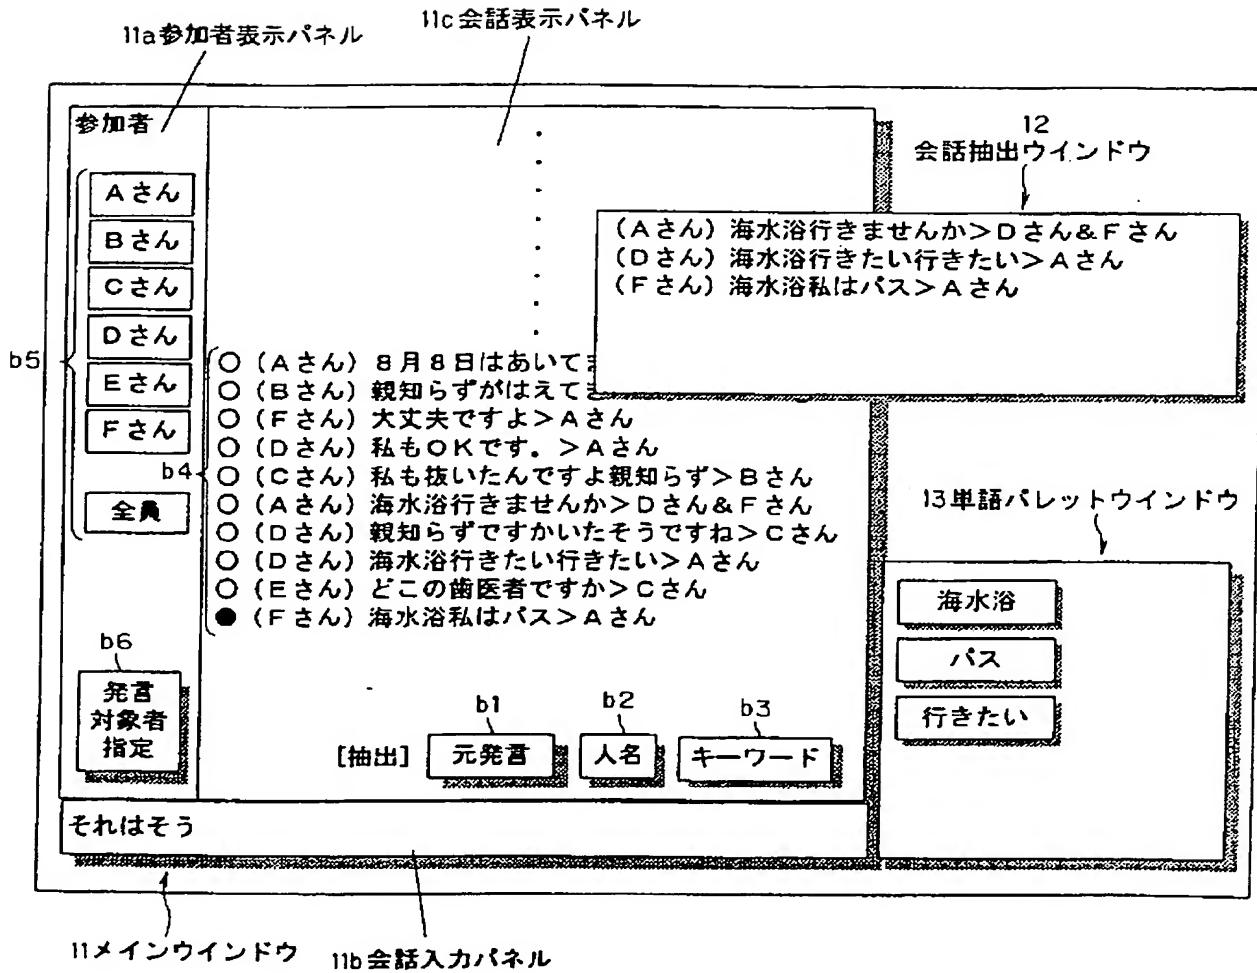 11c会話表示パネル
11a参加者表示パネル
参加者
12
会話抽出ウインドウ
Aさん
Bさん
Cさん
Dさん
Eさん
Fさん
全員
b5
(Aさん) 海水浴行きませんか>Dさん&Fさん
(Dさん) 海水浴行きたい行きたい>Aさん
(Fさん) 海水浴私はパス>Aさん
b4
○ (Aさん) 8月8日はあいて
○ (Bさん) 親知らずがはえて
○ (Fさん) 大丈夫ですよ>Aさん
○ (Dさん) 私もOKです。>Aさん
○ (Cさん) 私も抜いたんですよ親知らず>Bさん
○ (Aさん) 海水浴行きませんか>Dさん&Fさん
○ (Dさん) 親知らずですかいたそうですね>Cさん
○ (Dさん) 海水浴行きたい行きたい>Aさん
○ (Eさん) どこの歯医者ですか>Cさん
● (Fさん) 海水浴私はパス>Aさん
13単語パレットウインドウ
海水浴
パス
行きたい
b6
発言
対象者
指定
b1
b2
b3
[抽出] 元発言 人名 キーワード
それはそう
11メインウインドウ
11b会話入力パネル